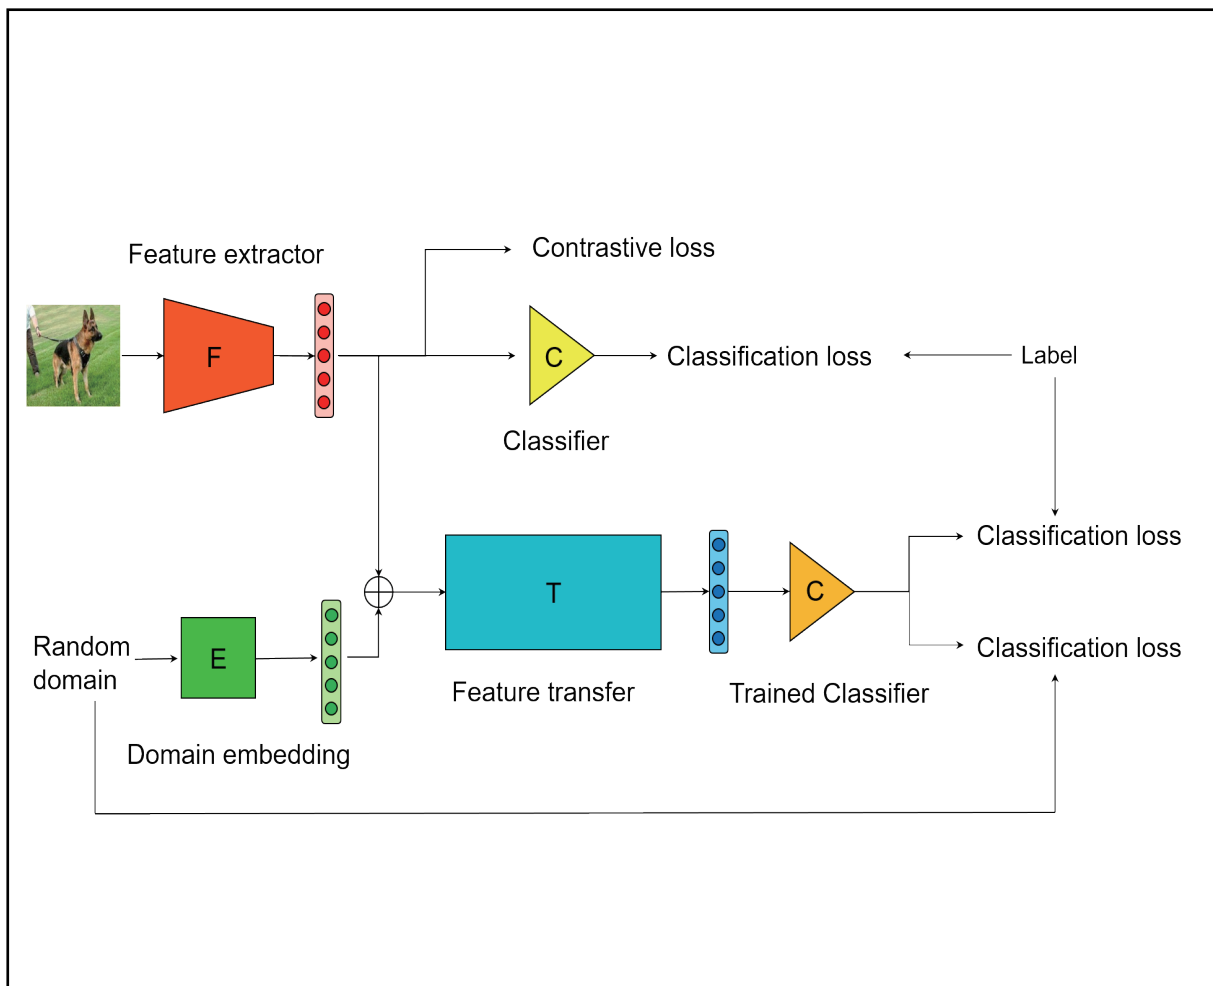 Contrastive loss
Feature extractor
F
C
Classification loss
Label
Classifier
Classification loss
T
C
Random
domain
E
Classification loss
Feature transfer
Trained Classifier
Domain embedding